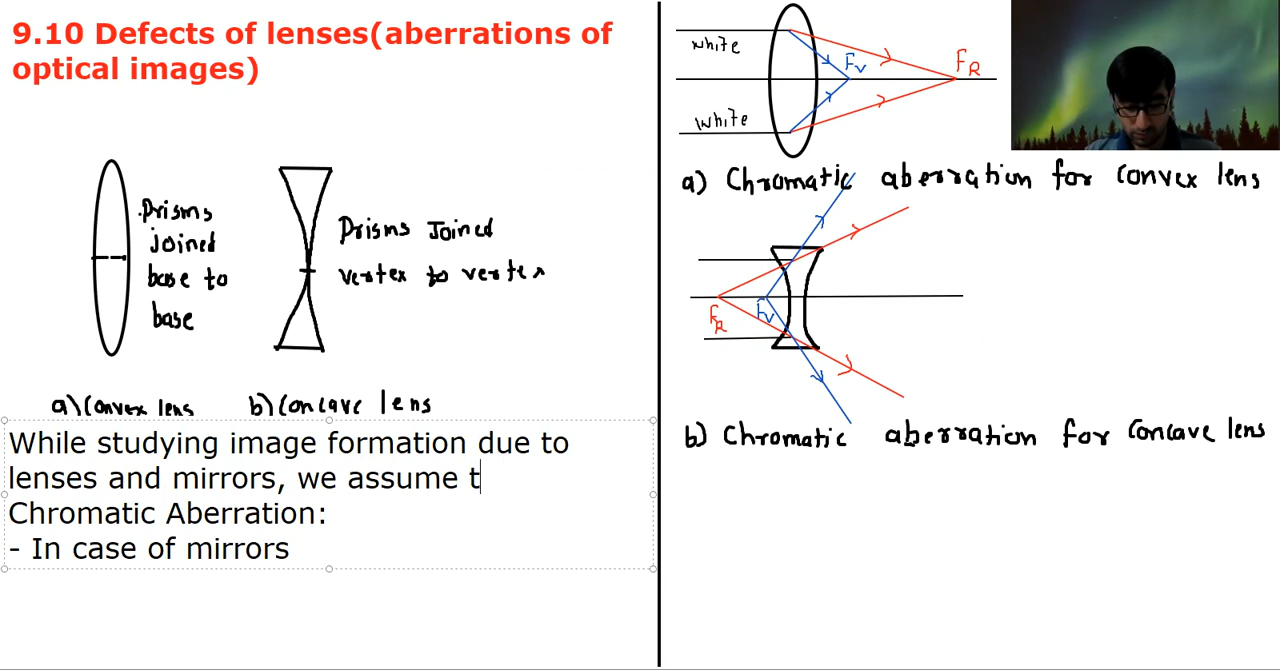 9.10 Defects of lenses(aberrations of
optical images)
Prisms
joined
base to
base
Prisms Joined
vertex to vertex
a) Convex lens
b) Concave lens
While studying image formation due to
lenses and mirrors, we assume t
Chromatic Aberration:
- In case of mirrors
white
white
Fv
FR
a) Chromatic aberration for convex lens
FR
Fv
b) Chromatic aberration for concave lens